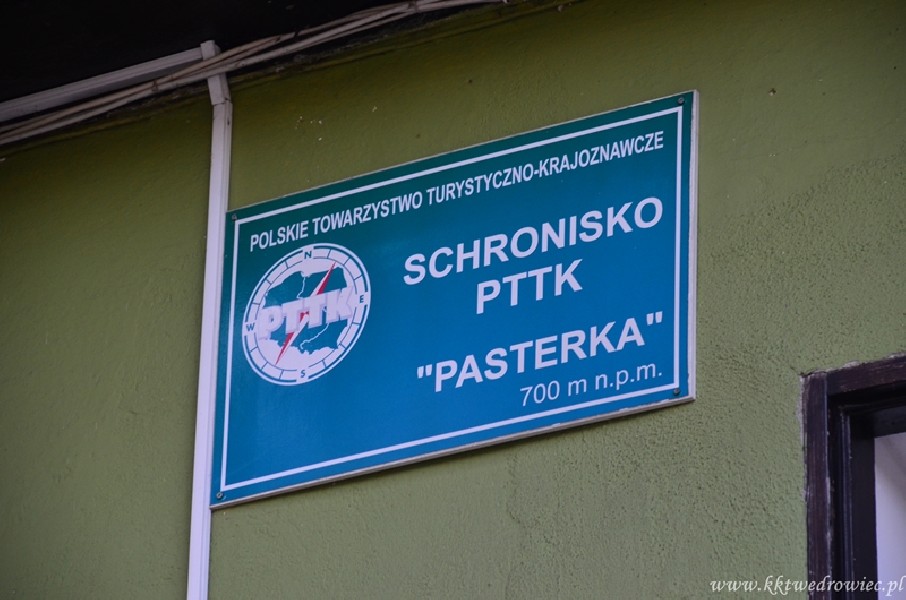 POLSKIE TOWARZYSTWO TURYSTYCZNO-KRAJOZNAWCZE
N
W
PTTK
E
S
SCHRONISKO
PTTK
"PASTERKA"
700 m n.p.m.
www.kktwedrowiec.pl